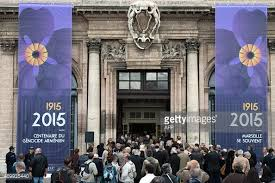 1915
2015
CENTENAIRE DU
GÉNOCIDE ARMÉNIEN
1915
2015
MARSEILLE
SE SOUVIENT
gettyimages